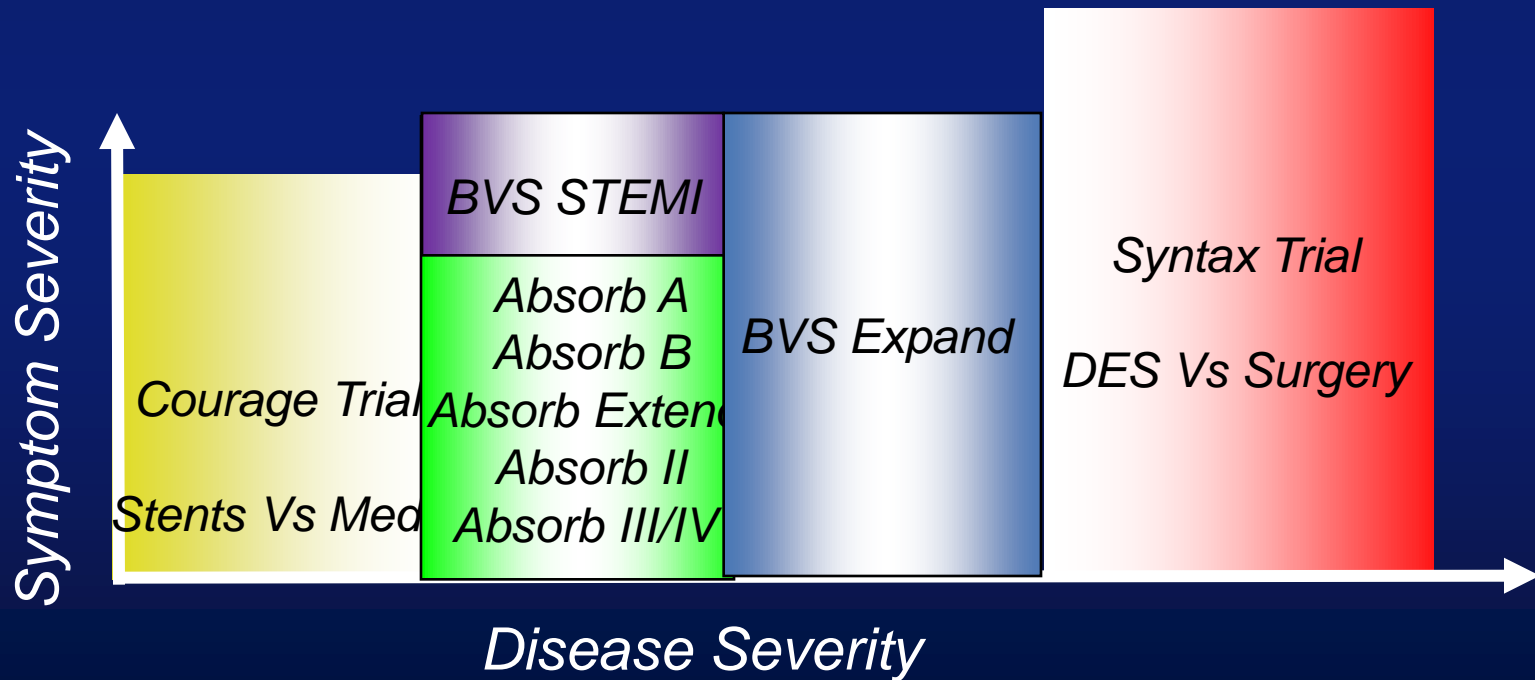 Symptom Severity
Courage Trial
Stents Vs Med
BVS STEMI
Absorb A
Absorb B
Absorb Exten
Absorb II
Absorb III/IV
BVS Expand
Syntax Trial
DES Vs Surgery
Disease Severity